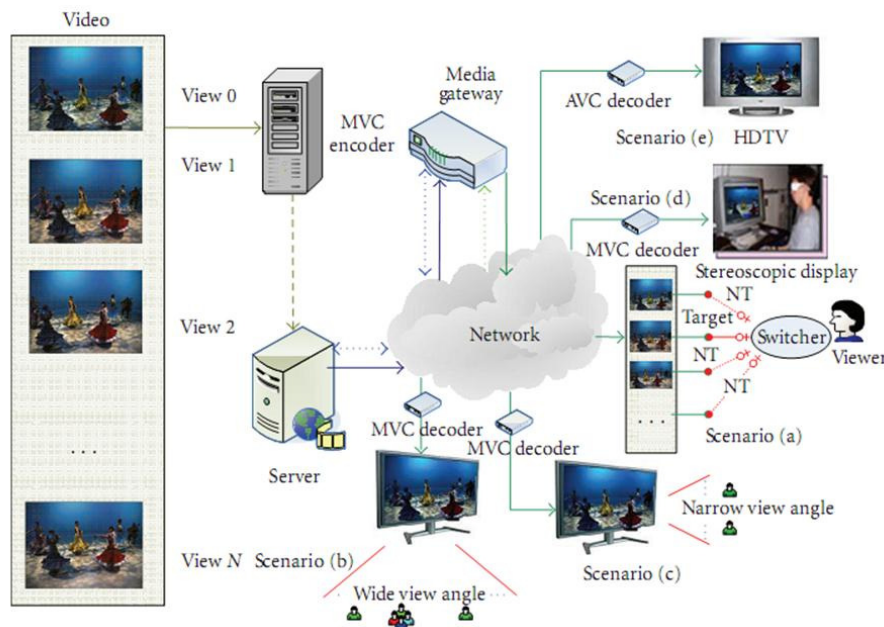 Video
View 0
View 1
View 2
. . .
View N
MVC
encoder
Media
gateway
Server
Network
AVC decoder
Scenario (e)
HDTV
Scenario (d)
MVC decoder
Stereoscopic display
NT
Target
NT
NT
Switcher
Viewer
. . .
Scenario (a)
MVC decoder
MVC decoder
Scenario (b)
Wide view angle
Scenario (c)
Narrow view angle